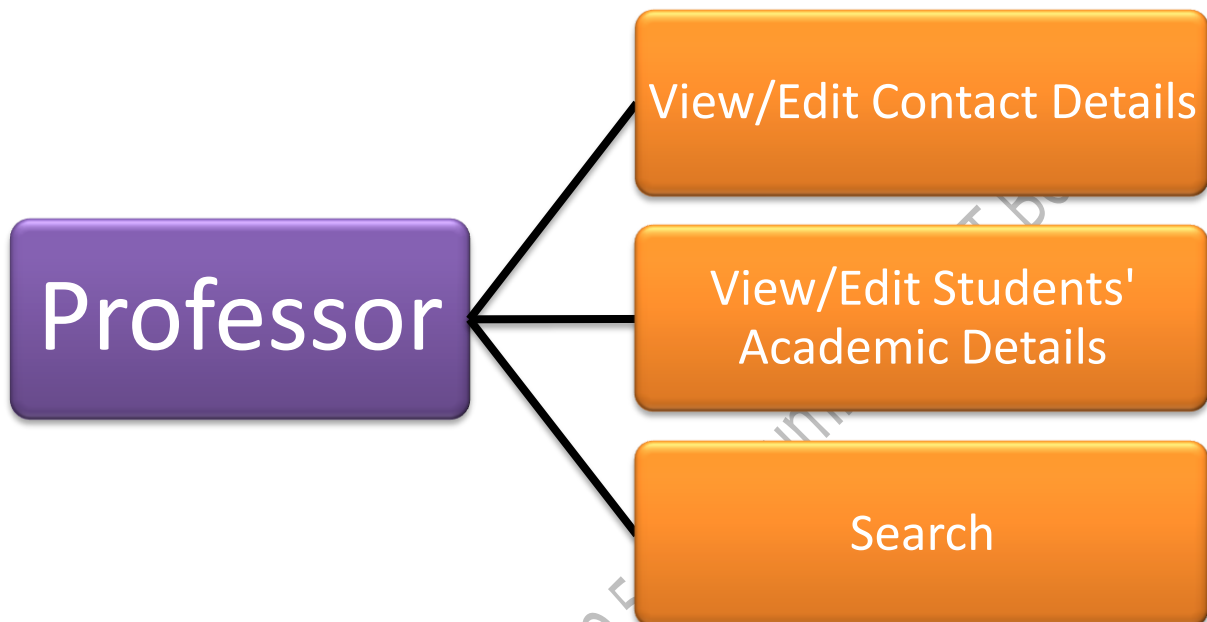 View/Edit Contact Details
Professor
View/Edit Students'
Academic Details
Search